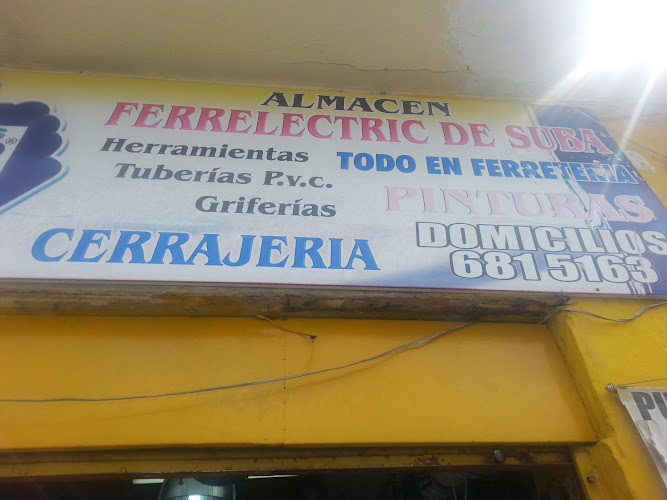 ALMACEN
FERRELECTRIC DE SUBA
Herramientas
TODO EN FERRETERIA
Tuberías P.v.c.
PINTURAS
Griferías
DOMICILIOS
CERRAJERIA
681 5163